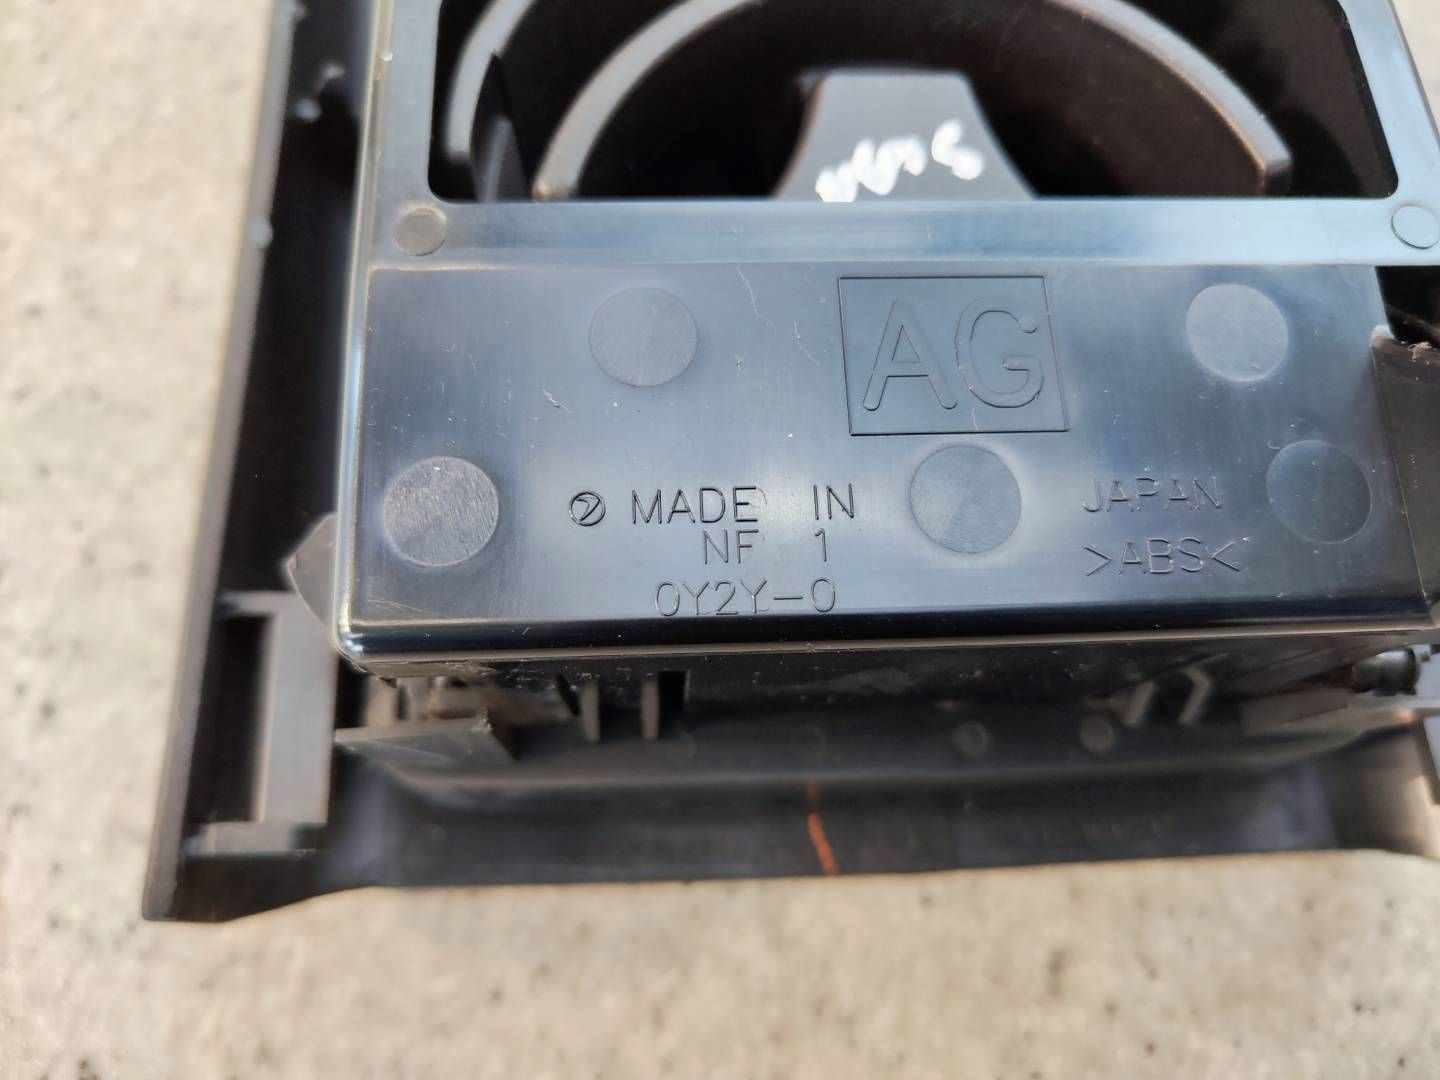 AG
MADE IN JAPAN
NF 1 >ABS<
0Y2Y-0